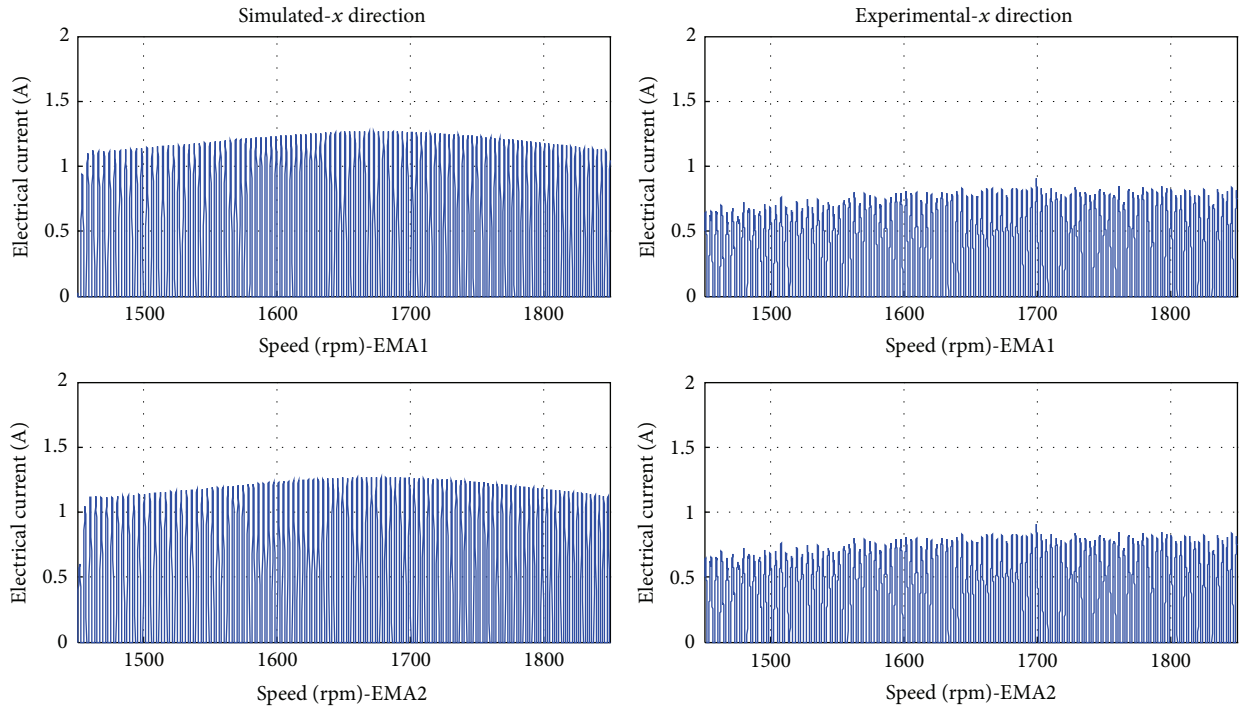 Simulated-x direction
Experimental-x direction
2
1.5
1
0.5
0
Electrical current (A)
1500 1600 1700 1800
Speed (rpm)-EMA1
2
1.5
1
0.5
0
Electrical current (A)
1500 1600 1700 1800
Speed (rpm)-EMA1
2
1.5
1
0.5
0
Electrical current (A)
1500 1600 1700 1800
Speed (rpm)-EMA2
2
1.5
1
0.5
0
Electrical current (A)
1500 1600 1700 1800
Speed (rpm)-EMA2